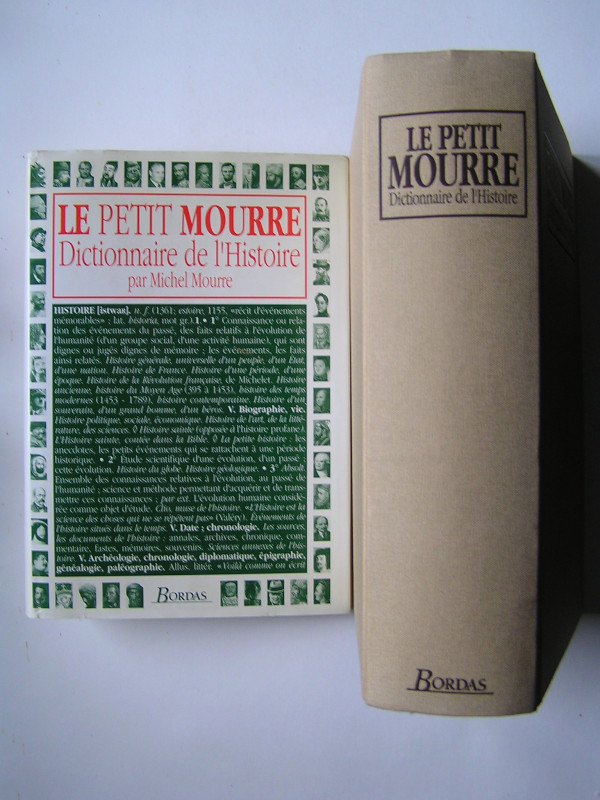 LE PETIT MOURRE
Dictionnaire de l'Histoire
par Michel Mourre
HISTOIRE [istwaʀ]. n. f. (1361; estoire, 1155, «récit d'événements
mémorables» ; lat. historia, mot gr.). 1. • 1° Connaissance ou rela-
tion des événements du passé, des faits relatifs à l'évolution de
l'humanité (d'un groupe social, d'une activité humaine), qui sont
dignes ou jugés dignes de mémoire ; les événements, les faits
ainsi relatés. Histoire générale, universelle d'un peuple, d'un État,
d'une nation. Histoire de France. Histoire d'une période, d'une
époque. Histoire de la Révolution française, de Michelet. Histoire
ancienne, histoire du Moyen Age (395 à 1453), histoire des temps
modernes (1453 - 1789), histoire contemporaine. Histoire d'un
souverain, d'un grand homme, d'un héros. V. Biographie, vie.
Histoire politique, sociale, économique. Histoire de l'art, de la litté-
rature, des sciences. ◊ Histoire sainte (opposée à l'histoire profane).
L'Histoire sainte, contée dans la Bible. ◊ La petite histoire : les
anecdotes, les petits événements qui se rattachent à une période
historique. • 2° Étude scientifique d'une évolution, d'un passé ;
cette évolution. Histoire du globe. Histoire géologique. • 3° Absolt.
Ensemble des connaissances relatives à l'évolution, au passé de
l'humanité ; science et méthode permettant d'acquérir et de trans-
mettre ces connaissances ; par ext. L'évolution humaine considé-
rée comme objet d'étude. Clio, muse de l'histoire. «L'Histoire est la
science des choses qui ne se répètent pas» (Valéry). Événements de
l'histoire situés dans le temps. V. Date ; chronologie. Les sources,
les documents de l'histoire : annales, archives, chronique, com-
mentaire, fastes, mémoires, souvenirs. Sciences annexes de l'his-
toire. V. Archéologie, chronologie, diplomatique, épigraphie,
généalogie, paléographie. Allus. littér. «Voilà comme on écrit
BORDAS
LE PETIT
MOURRE
Dictionnaire de l'Histoire
BORDAS